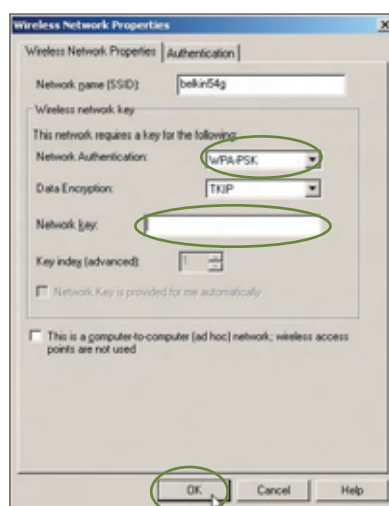 Wireless Network Properties
Wireless Network Properties Authentication
Network name (SSID): belkin54g
Wireless network key
This network requires a key for the following:
Network Authentication: WPA-PSK
Data Encryption: TKIP
Network key:
Key index (advanced): 1
Network Key is provided for me automatically
This is a computer-to-computer (ad hoc) network; wireless access
points are not used
OK Cancel Help